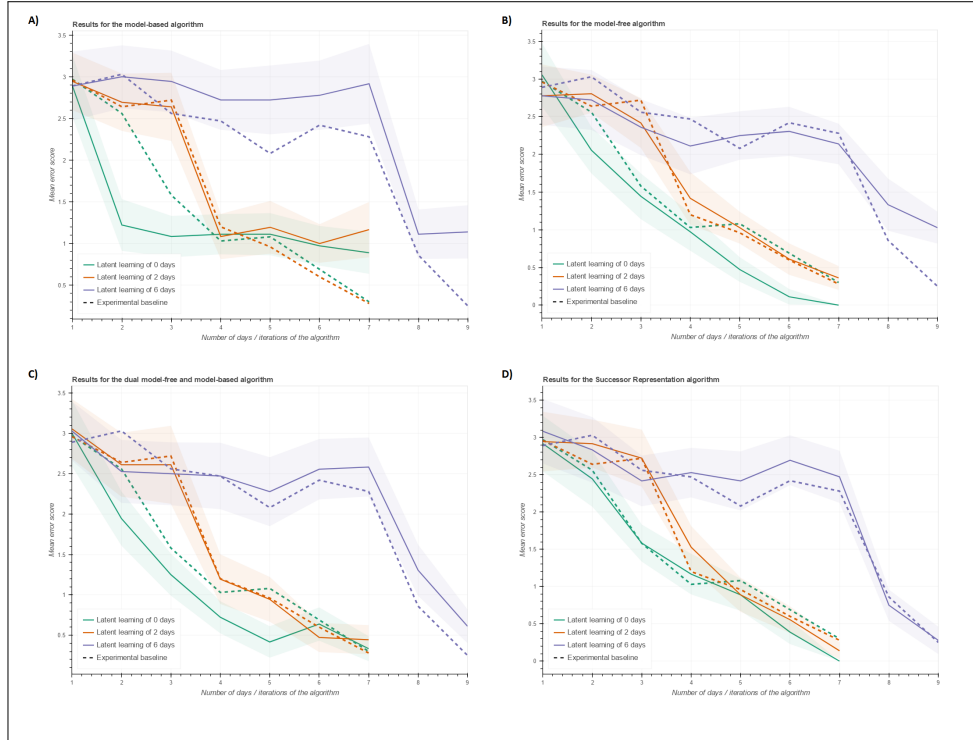 A)
Results for the model-based algorithm
3.5
3
2.5
2
1.5
1
0.5
Mean error score
Latent learning of 0 days
Latent learning of 2 days
Latent learning of 6 days
Experimental baseline
1 2 3 4 5 6 7 8 9
Number of days / iterations of the algorithm
B)
Results for the model-free algorithm
3.5
3
2.5
2
1.5
1
0.5
0
Mean error score
Latent learning of 0 days
Latent learning of 2 days
Latent learning of 6 days
Experimental baseline
1 2 3 4 5 6 7 8 9
Number of days / iterations of the algorithm
C)
Results for the dual model-free and model-based algorithm
3.5
3
2.5
2
1.5
1
0.5
Mean error score
Latent learning of 0 days
Latent learning of 2 days
Latent learning of 6 days
Experimental baseline
1 2 3 4 5 6 7 8 9
Number of days / iterations of the algorithm
D)
Results for the Successor Representation algorithm
3.5
3
2.5
2
1.5
1
0.5
0
Mean error score
Latent learning of 0 days
Latent learning of 2 days
Latent learning of 6 days
Experimental baseline
1 2 3 4 5 6 7 8 9
Number of days / iterations of the algorithm